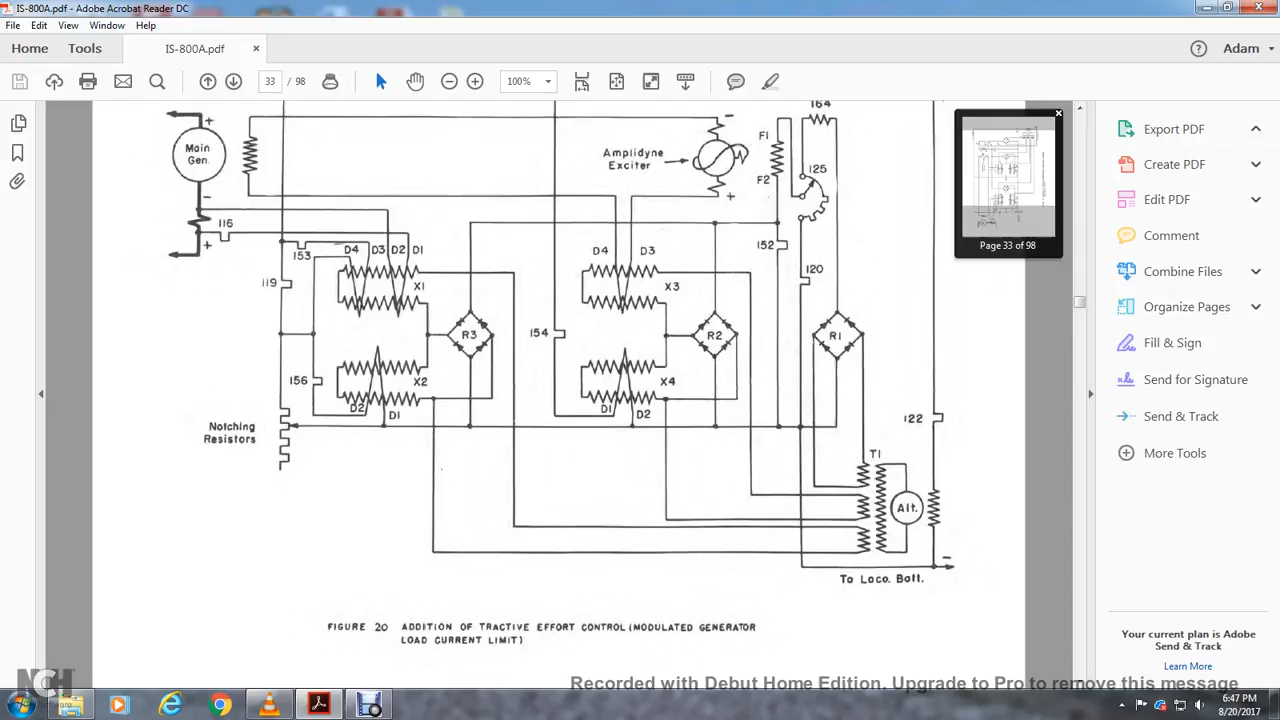 IS-800A.pdf - Adobe Acrobat Reader DC
File Edit View Window Help
Home Tools IS-800A.pdf × ? Adam
33 / 98 100%
164
+ Main Gen. -
116
+
Amplidyne Exciter
-
+
F1
F2
125
152
120
153
D4 D3 D2 D1
119
X1
R3
156
X2
D2 D1
Notching Resistors
154
D4 D3
X3
R2
X4
D1 D2
R1
122
T1
Alt.
-
To Loco. Batt.
FIGURE 20 ADDITION OF TRACTIVE EFFORT CONTROL (MODULATED GENERATOR
LOAD CURRENT LIMIT)
Page 33 of 98
Export PDF
Create PDF
Edit PDF
Comment
Combine Files
Organize Pages
Fill & Sign
Send for Signature
Send & Track
More Tools
Your current plan is Adobe
Send & Track
Learn More
NCH
Software
Recorded with Debut Home Edition. Upgrade to Pro to remove this message
6:47 PM
8/20/2017